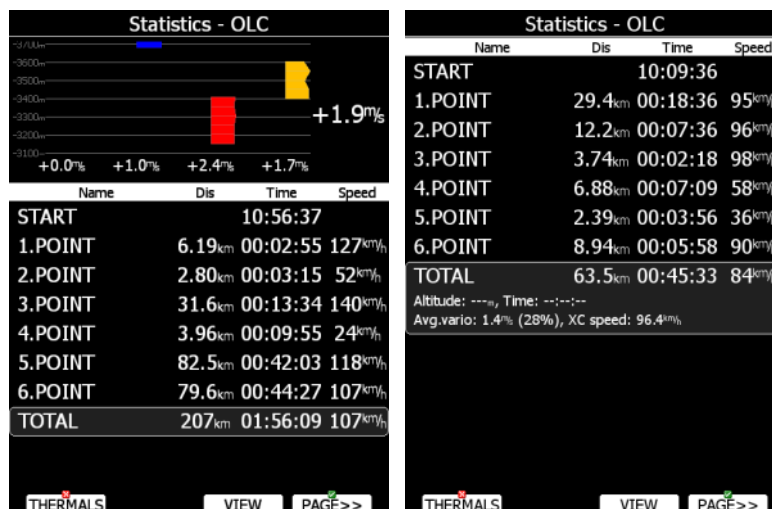 Statistics - OLC
-3700m
-3600m
-3500m
-3400m
-3300m
-3200m
-3100
+1.9m/s
+0.0m/s +1.0m/s +2.4m/s +1.7m/s
Name Dis Time Speed
START 10:56:37
1.POINT 6.19km 00:02:55 127km/h
2.POINT 2.80km 00:03:15 52km/h
3.POINT 31.6km 00:13:34 140km/h
4.POINT 3.96km 00:09:55 24km/h
5.POINT 82.5km 00:42:03 118km/h
6.POINT 79.6km 00:44:27 107km/h
TOTAL 207km 01:56:09 107km/h
THERMALS VIEW PAGE>>
Statistics - OLC
Name Dis Time Speed
START 10:09:36
1.POINT 29.4km 00:18:36 95km/
2.POINT 12.2km 00:07:36 96km/
3.POINT 3.74km 00:02:18 98km/
4.POINT 6.88km 00:07:09 58km/
5.POINT 2.39km 00:03:56 36km/
6.POINT 8.94km 00:05:58 90km/
TOTAL 63.5km 00:45:33 84km/
Altitude: ---m, Time: --:--:--
Avg.vario: 1.4m/s (28%), XC speed: 96.4km/h
THERMALS VIEW PAGE>>